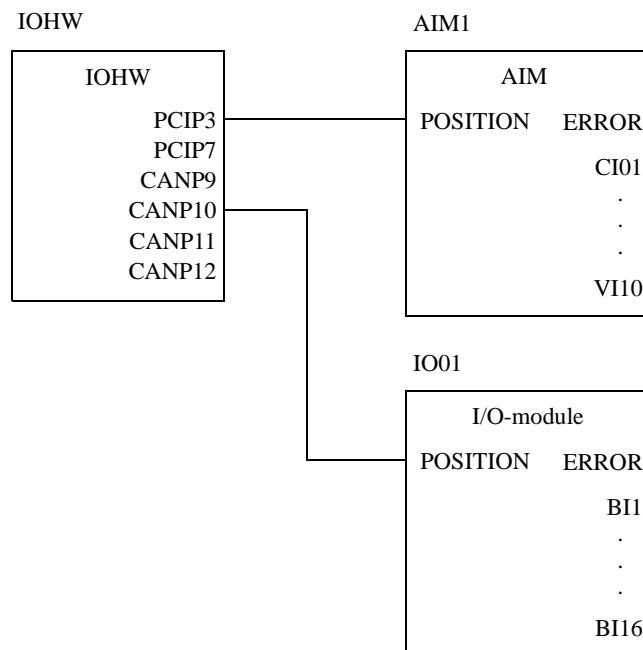 IOHW
IOHW
PCIP3
PCIP7
CANP9
CANP10
CANP11
CANP12
AIM1
AIM
POSITION ERROR
CI01
.
.
.
VI10
IO01
I/O-module
POSITION ERROR
BI1
.
.
.
BI16